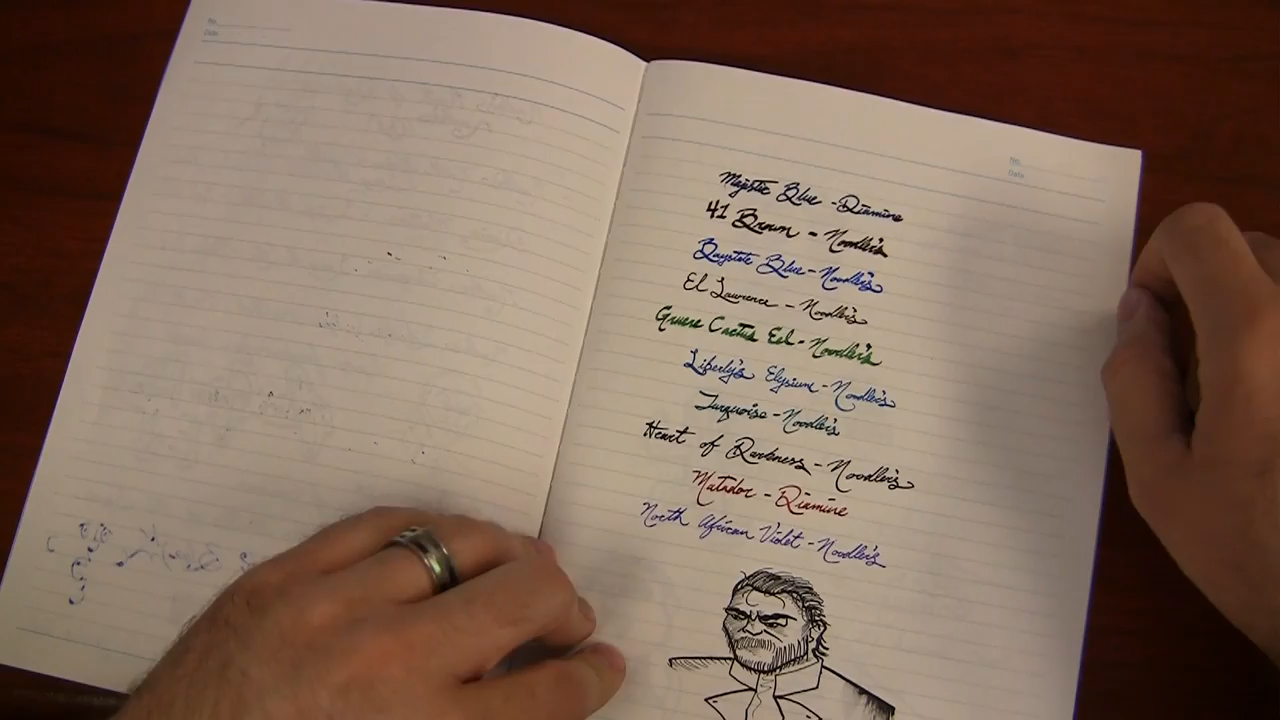 No.
Date
No.
Date
Majestic Blue - Diamine
41 Brown - Noodler's
Baystate Blue - Noodler's
El Lawrence - Noodler's
Gruene Cactus Eel - Noodler's
Liberty's Elysium - Noodler's
Turquoise - Noodler's
Heart of Darkness - Noodler's
Matador - Diamine
North African Violet - Noodler's